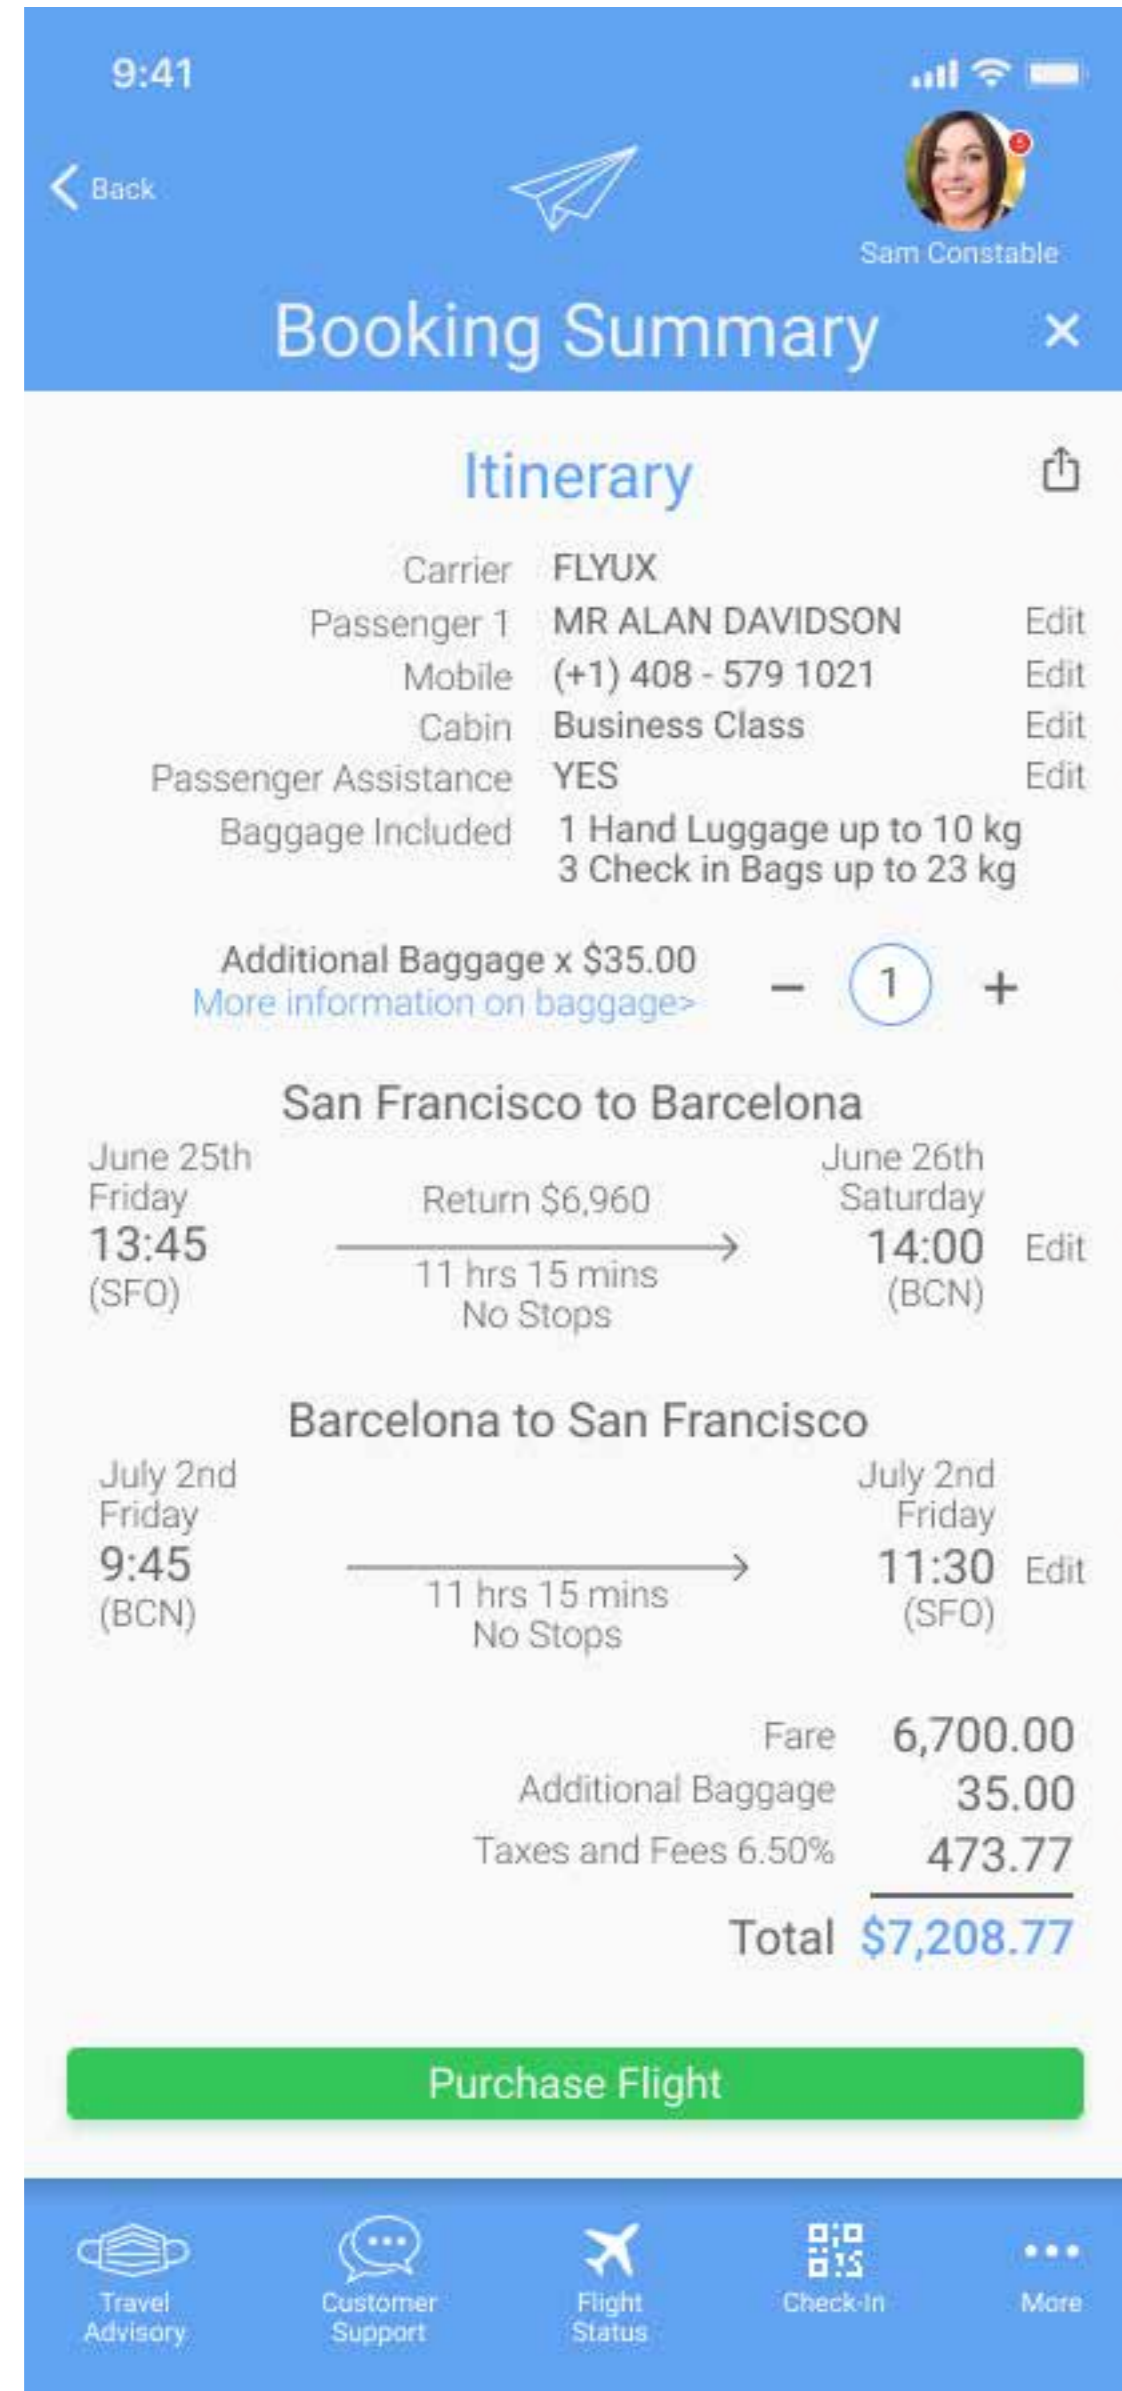 9:41
Back
Sam Constable
Booking Summary
Itinerary
Carrier FLYUX
Passenger 1 MR ALAN DAVIDSON Edit
Mobile (+1) 408 - 579 1021 Edit
Cabin Business Class Edit
Passenger Assistance YES Edit
Baggage Included 1 Hand Luggage up to 10 kg
3 Check in Bags up to 23 kg
Additional Baggage x $35.00
More information on baggage>
− 1 +
San Francisco to Barcelona
June 25th June 26th
Friday Return $6,960 Saturday
13:45 14:00 Edit
11 hrs 15 mins
(SFO) (BCN)
No Stops
Barcelona to San Francisco
July 2nd July 2nd
Friday Friday
9:45 11:30 Edit
11 hrs 15 mins
(BCN) (SFO)
No Stops
Fare 6,700.00
Additional Baggage 35.00
Taxes and Fees 6.50% 473.77
Total $7,208.77
Purchase Flight
Travel Advisory
Customer Support
Flight Status
Check-In
More